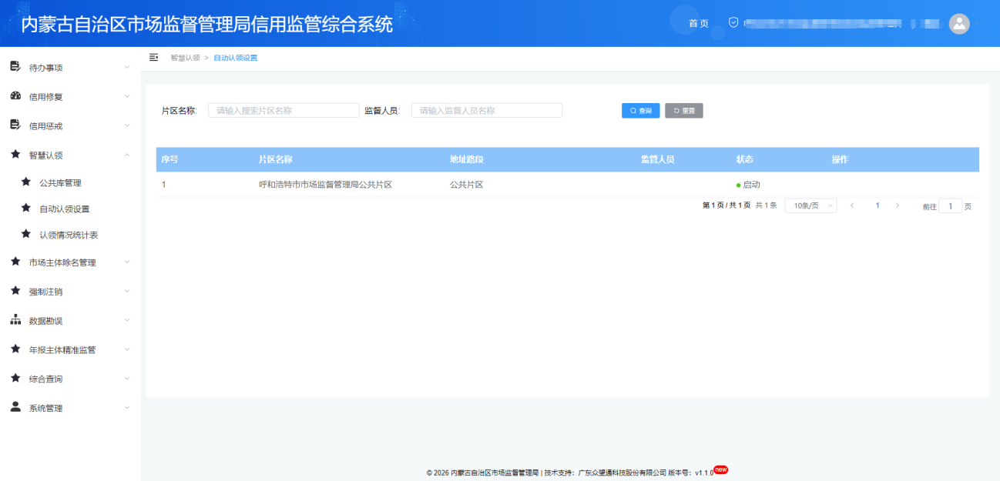 内蒙古自治区市场监督管理局信用监管综合系统
首页
待办事项
信用修复
信用惩戒
智慧认领
公共库管理
自动认领设置
认领情况统计表
市场主体除名管理
强制注销
数据勘误
年报主体精准监管
综合查询
系统管理
智慧认领 > 自动认领设置
片区名称: 请输入搜索片区名称 监督人员: 请输入监督人员名称 查询 重置
序号 片区名称 地址路段 监管人员 状态 操作
1 呼和浩特市市场监督管理局公共片区 公共片区 启动
第 1 页 / 共 1 页 共 1 条 10条/页 < 1 > 前往 1 页
© 2026 内蒙古自治区市场监督管理局 | 技术支持：广东众望通科技股份有限公司 版本号：v1.1.0 new